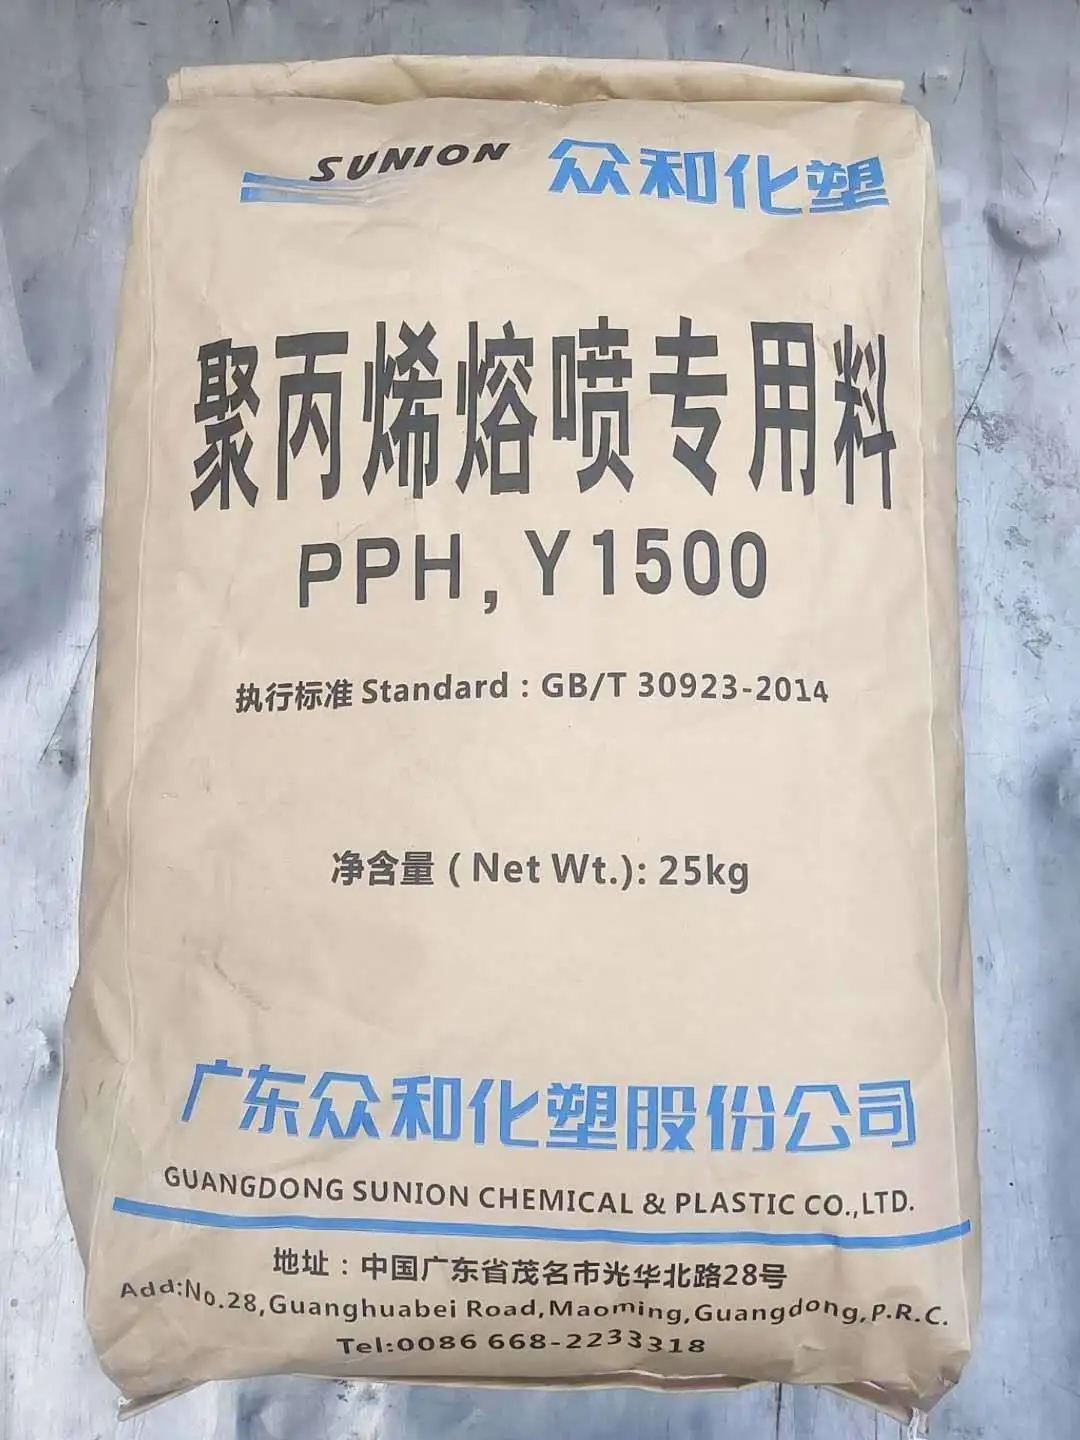 SUNION 众和化塑
聚丙烯熔喷专用料
PPH, Y1500
执行标准 Standard : GB/T 30923-2014
净含量 ( Net Wt.): 25kg
广东众和化塑股份公司
GUANGDONG SUNION CHEMICAL & PLASTIC CO.,LTD.
地址：中国广东省茂名市光华北路28号
Add:No.28,Guanghuabei Road,Maoming,Guangdong,P.R.C.
Tel:0086 668-2233318